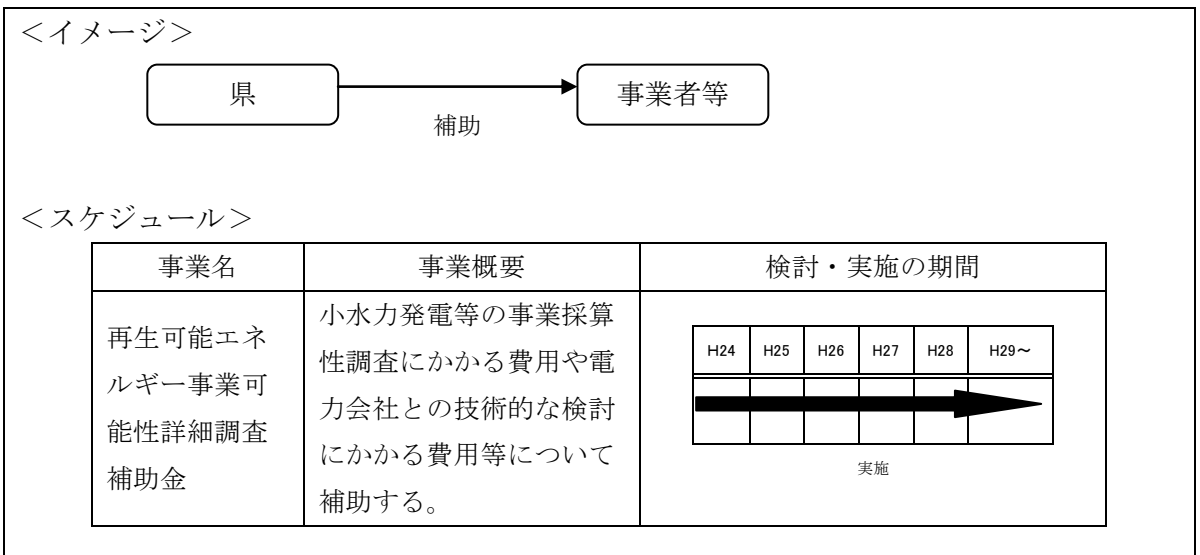 ＜イメージ＞
県
事業者等
補助
＜スケジュール＞
事業名
事業概要
検討・実施の期間
再生可能エネ
ルギー事業可
能性詳細調査
補助金
小水力発電等の事業採算
性調査にかかる費用や電
力会社との技術的な検討
にかかる費用等について
補助する。
H24 H25 H26 H27 H28 H29～
実施